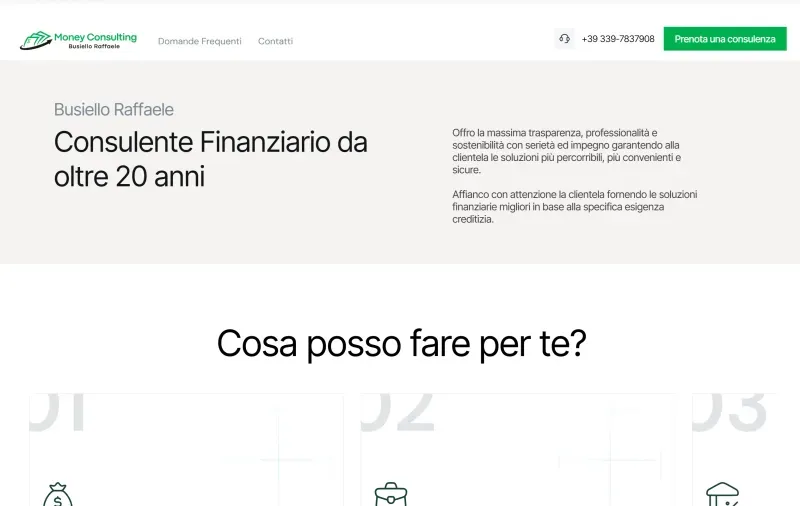 Money Consulting
Busiello Raffaele
Domande Frequenti
Contatti
+39 339-7837908
Prenota una consulenza
Busiello Raffaele
Consulente Finanziario da
oltre 20 anni
Offro la massima trasparenza, professionalità e
sostenibilità con serietà ed impegno garantendo alla
clientela le soluzioni più percorribili, più convenienti e
sicure.
Affianco con attenzione la clientela fornendo le soluzioni
finanziarie migliori in base alla specifica esigenza
creditizia.
Cosa posso fare per te?
01
02
03